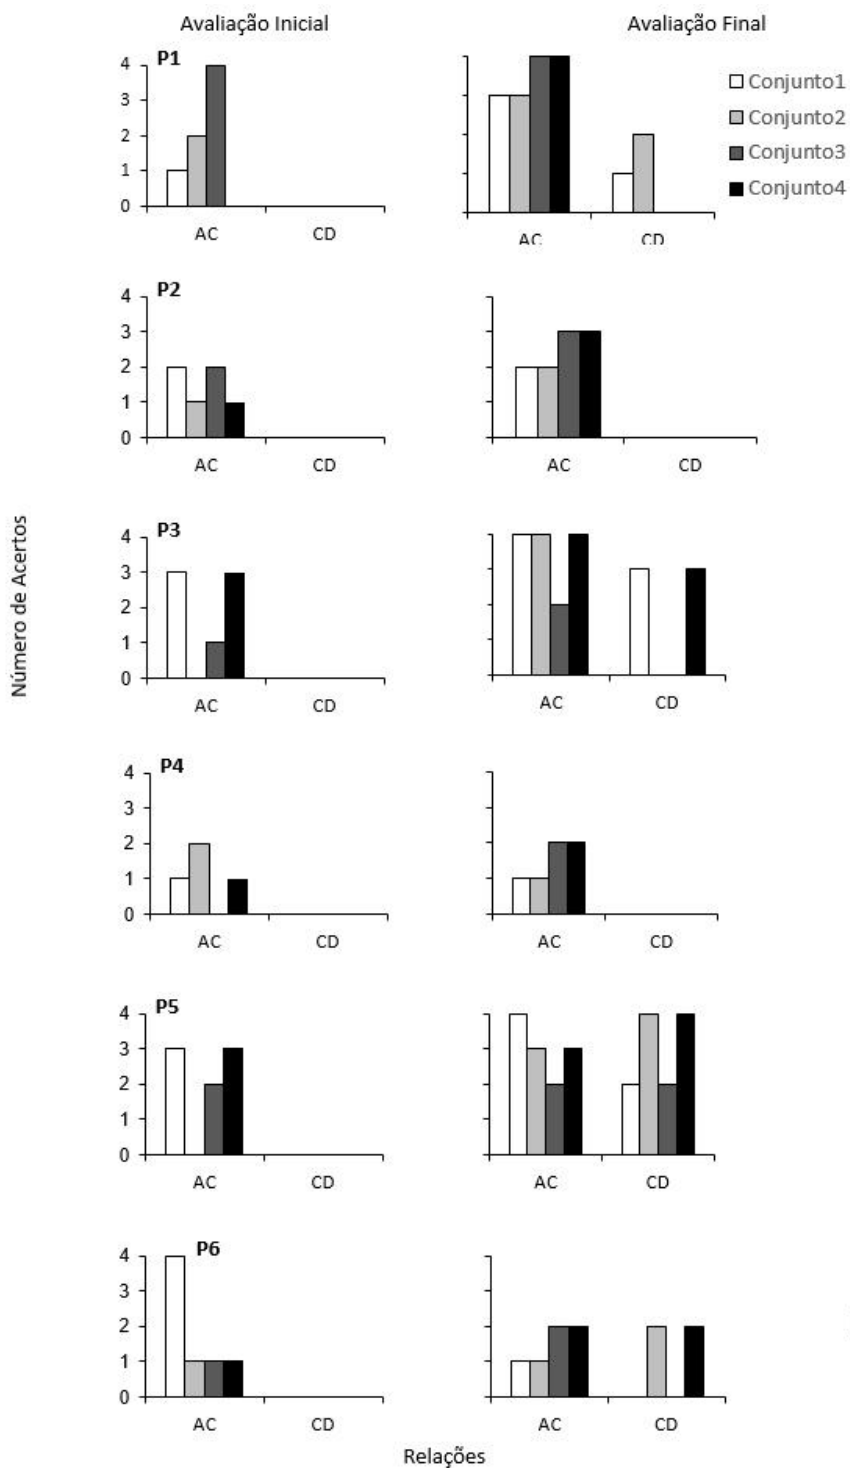 Avaliação Inicial
Avaliação Final
P1
4
3
2
1
0
AC
CD
AC
CD
Conjunto1
Conjunto2
Conjunto3
Conjunto4
P2
4
3
2
1
0
AC
CD
AC
CD
Número de Acertos
P3
4
3
2
1
0
AC
CD
AC
CD
P4
4
3
2
1
0
AC
CD
AC
CD
P5
4
3
2
1
0
AC
CD
AC
CD
P6
4
3
2
1
0
AC
CD
AC
CD
Relações